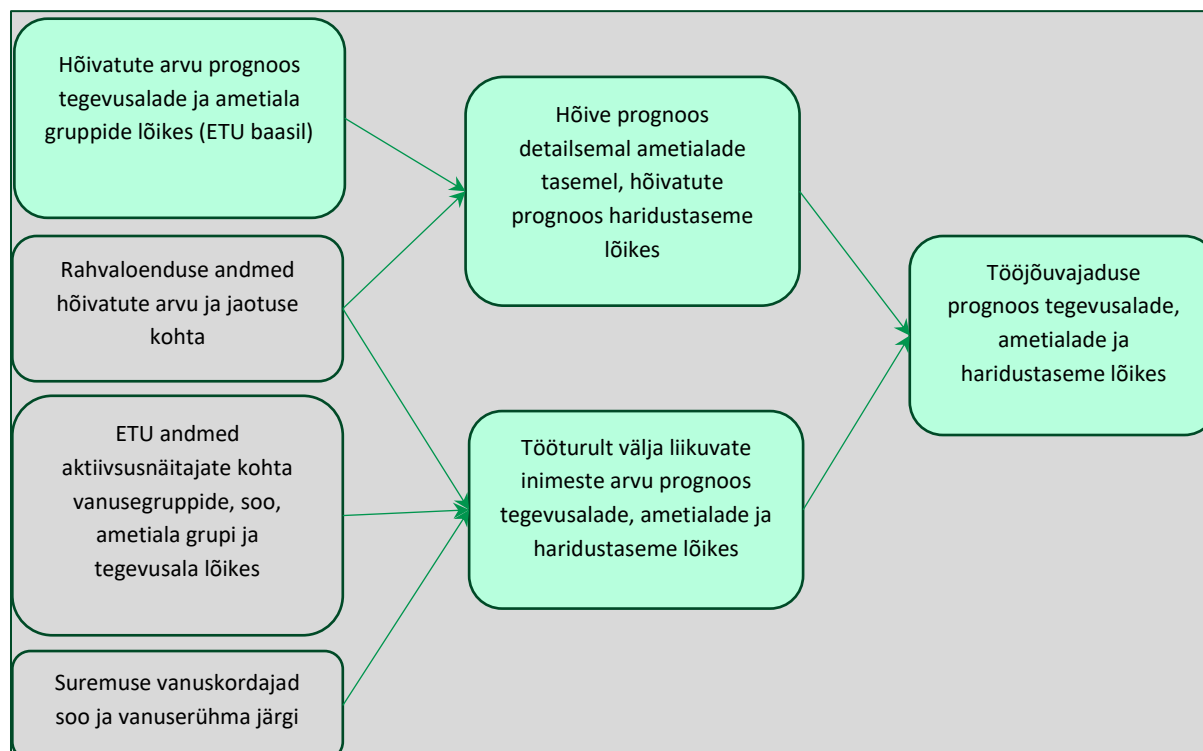 Hõivatute arvu prognoos
tegevusalade ja ametiala
gruppide lõikes (ETU baasil)
Rahvaloenduse andmed
hõivatute arvu ja jaotuse
kohta
ETU andmed
aktiivsusnäitajate kohta
vanusegruppide, soo,
ametiala grupi ja
tegevusala lõikes
Suremuse vanuskordajad
soo ja vanuserühma järgi
Hõive prognoos
detailsemal ametialade
tasemel, hõivatute
prognoos haridustaseme
lõikes
Tööturult välja liikuvate
inimeste arvu prognoos
tegevusalade, ametialade ja
haridustaseme lõikes
Tööjõuvajaduse
prognoos tegevusalade,
ametialade ja
haridustaseme lõikes